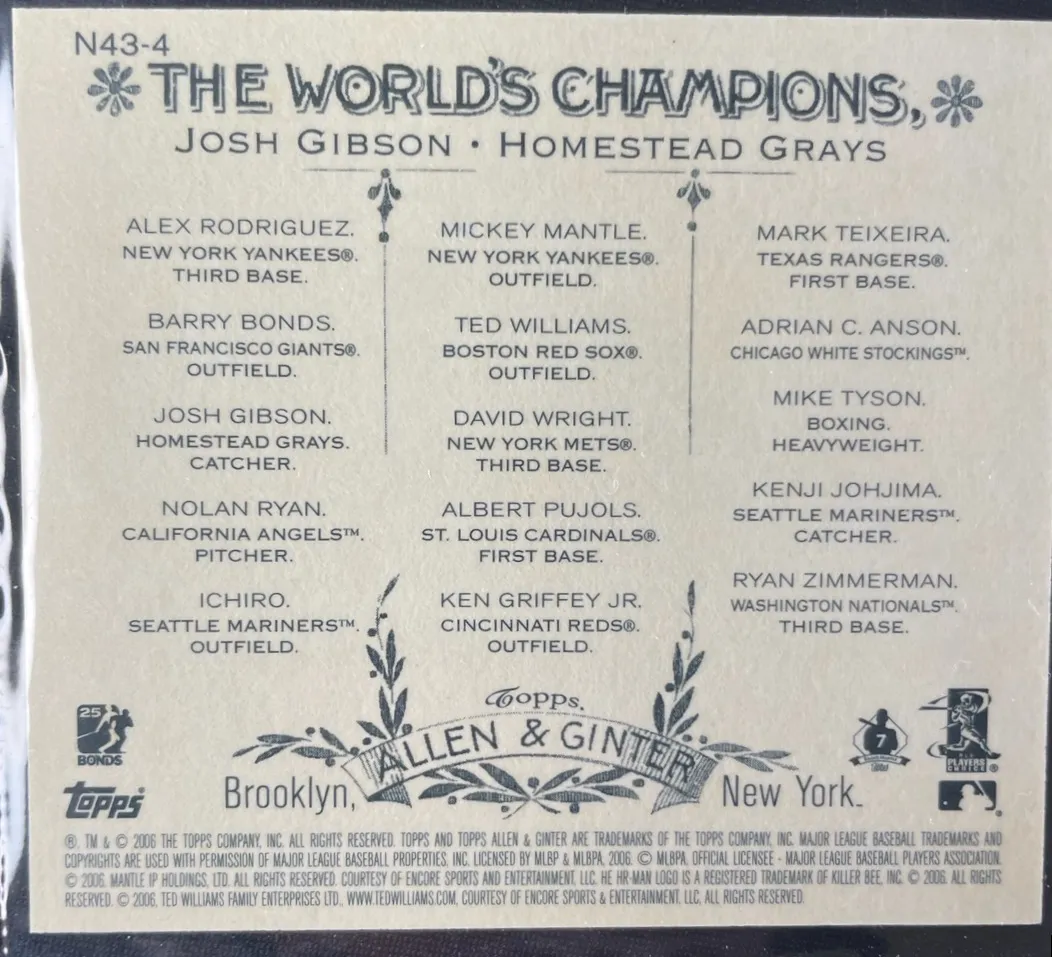 N43-4
THE WORLD'S CHAMPIONS,
JOSH GIBSON · HOMESTEAD GRAYS
ALEX RODRIGUEZ.
NEW YORK YANKEES®.
THIRD BASE.
BARRY BONDS.
SAN FRANCISCO GIANTS®.
OUTFIELD.
JOSH GIBSON.
HOMESTEAD GRAYS.
CATCHER.
NOLAN RYAN.
CALIFORNIA ANGELS™.
PITCHER.
ICHIRO.
SEATTLE MARINERS™.
OUTFIELD.
MICKEY MANTLE.
NEW YORK YANKEES®.
OUTFIELD.
TED WILLIAMS.
BOSTON RED SOX®.
OUTFIELD.
DAVID WRIGHT.
NEW YORK METS®.
THIRD BASE.
ALBERT PUJOLS.
ST. LOUIS CARDINALS®.
FIRST BASE.
KEN GRIFFEY JR.
CINCINNATI REDS®.
OUTFIELD.
MARK TEIXEIRA.
TEXAS RANGERS®.
FIRST BASE.
ADRIAN C. ANSON.
CHICAGO WHITE STOCKINGS™.
MIKE TYSON.
BOXING.
HEAVYWEIGHT.
KENJI JOHJIMA.
SEATTLE MARINERS™.
CATCHER.
RYAN ZIMMERMAN.
WASHINGTON NATIONALS™.
THIRD BASE.
25
BONDS
Topps.
ALLEN & GINTER
Brooklyn, New York.
7
PLAYERS
CHOICE ®
Topps
®, TM & © 2006 THE TOPPS COMPANY, INC. ALL RIGHTS RESERVED. TOPPS AND TOPPS ALLEN & GINTER ARE TRADEMARKS OF THE TOPPS COMPANY, INC. MAJOR LEAGUE BASEBALL TRADEMARKS AND
COPYRIGHTS ARE USED WITH PERMISSION OF MAJOR LEAGUE BASEBALL PROPERTIES, INC. LICENSED BY MLBP & MLBPA, 2006. © MLBPA. OFFICIAL LICENSEE - MAJOR LEAGUE BASEBALL PLAYERS ASSOCIATION.
© 2006. MANTLE IP HOLDINGS, LTD. ALL RIGHTS RESERVED. COURTESY OF ENCORE SPORTS AND ENTERTAINMENT, LLC. HE HR-MAN LOGO IS A REGISTERED TRADEMARK OF KILLER BEE, INC. © 2006. ALL RIGHTS
RESERVED. © 2006, TED WILLIAMS FAMILY ENTERPRISES LTD., WWW.TEDWILLIAMS.COM, COURTESY OF ENCORE SPORTS & ENTERTAINMENT, LLC, ALL RIGHTS RESERVED.